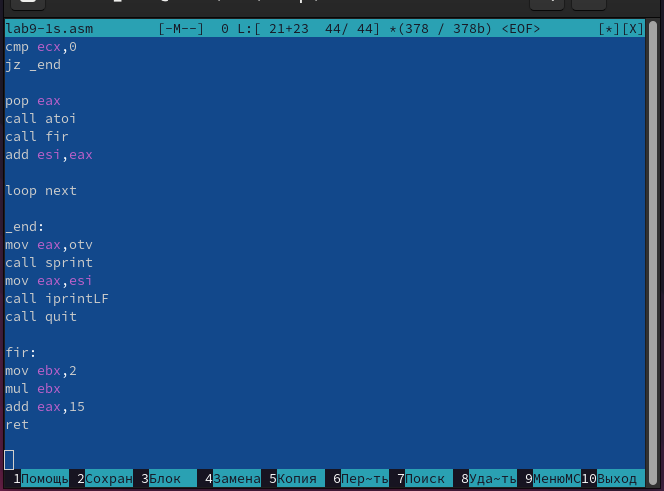 lab9-1s.asm [-M--] 0 L:[ 21+23 44/ 44] *(378 / 378b) <EOF> [*][X]
cmp ecx,0
jz _end
pop eax
call atoi
call fir
add esi,eax
loop next
_end:
mov eax,otv
call sprint
mov eax,esi
call iprintLF
call quit
fir:
mov ebx,2
mul ebx
add eax,15
ret
1Помощь 2Сохран 3Блок 4Замена 5Копия 6Пер~ть 7Поиск 8Уда~ть 9МенюMC 10Выход